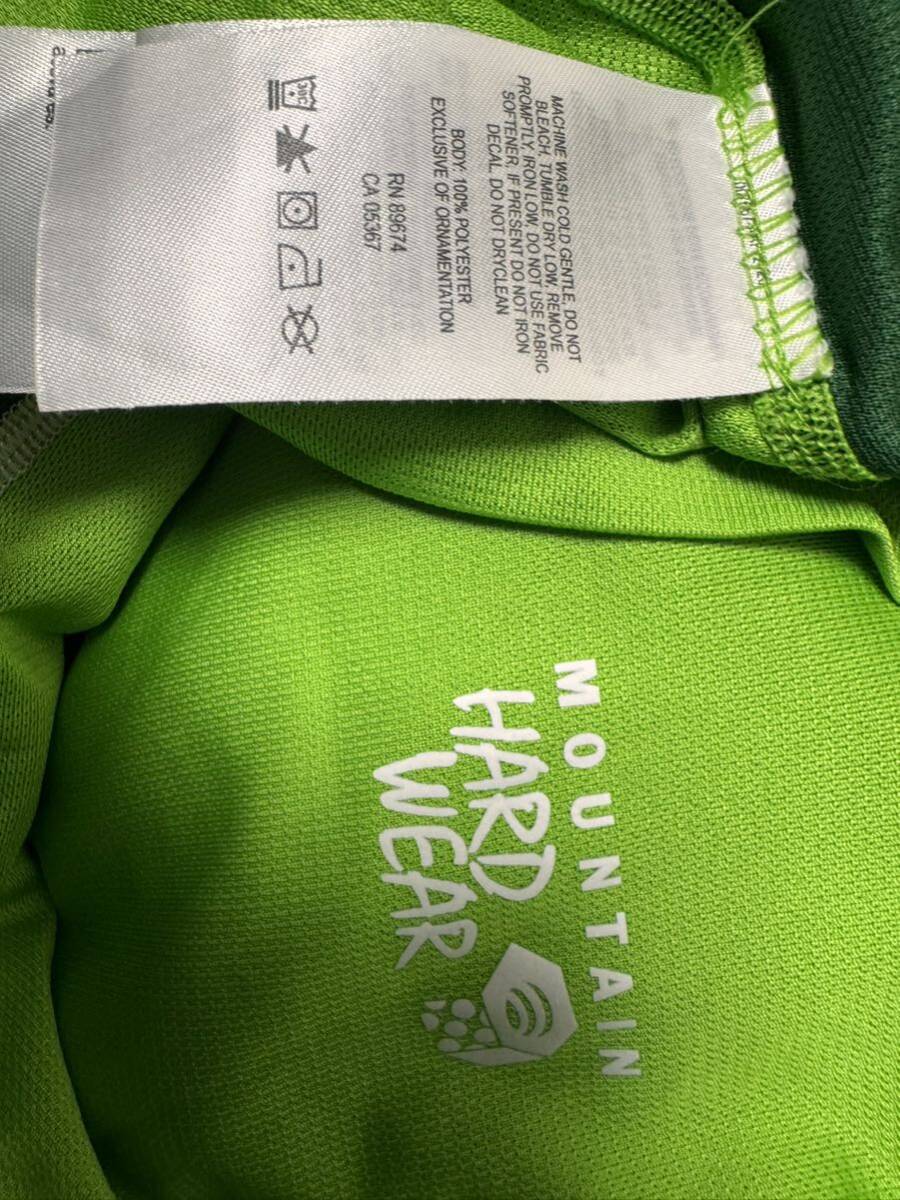 MACHINE WASH COLD GENTLE, DO NOT
BLEACH, TUMBLE DRY LOW, REMOVE
PROMPTLY, IRON LOW, DO NOT USE FABRIC
SOFTENER, IF PRESENT DO NOT IRON
DECAL, DO NOT DRYCLEAN
BODY: 100% POLYESTER
EXCLUSIVE OF ORNAMENTATION
RN 89674
CA 05367
30C
MOUNTAIN
HARD
WEAR